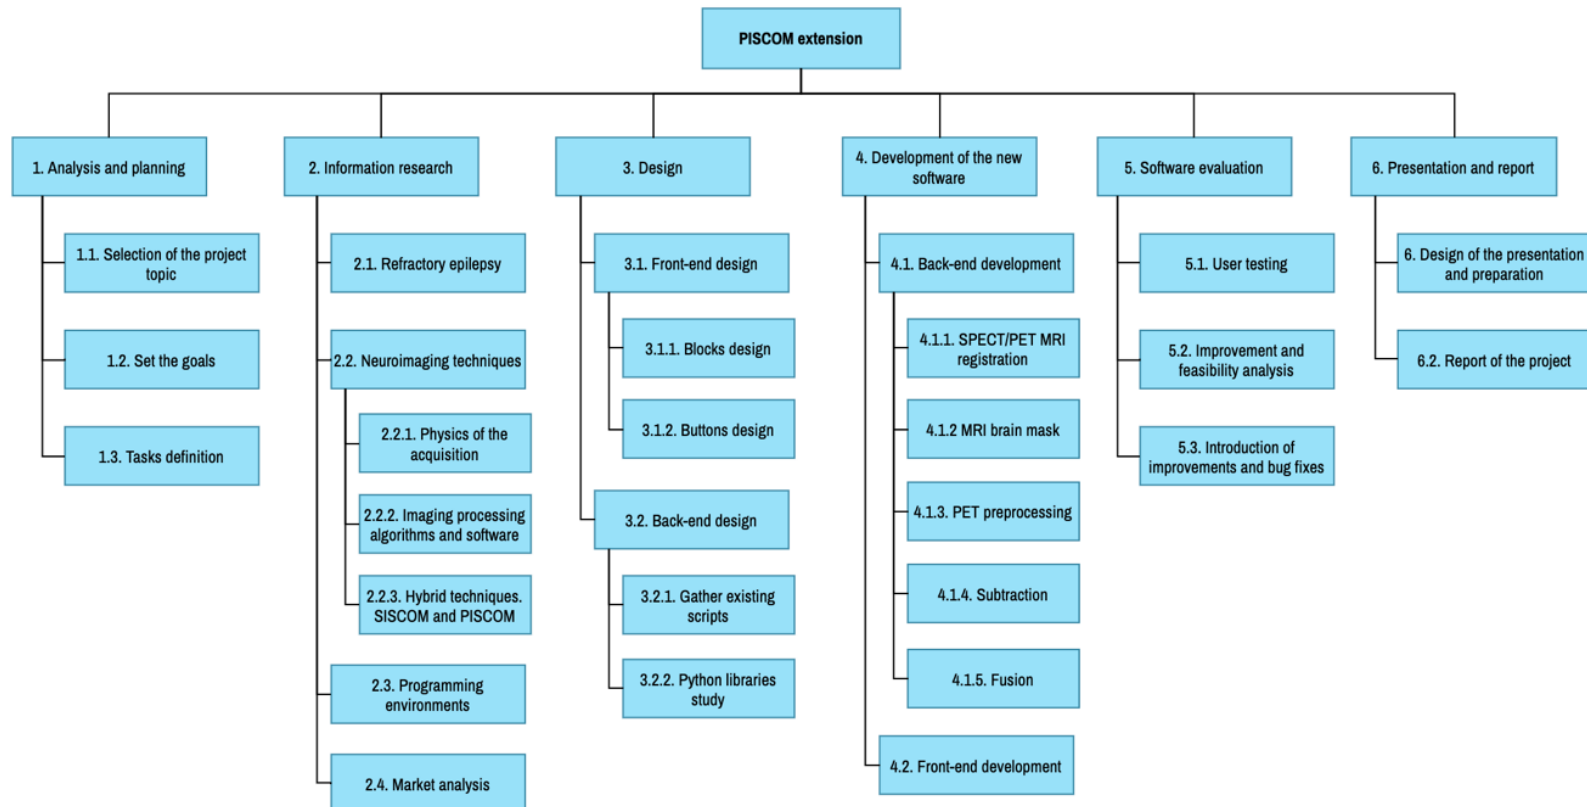 PISCOM extension
1. Analysis and planning
1.1. Selection of the project
topic
1.2. Set the goals
1.3. Tasks definition
2. Information research
2.1. Refractory epilepsy
2.2. Neuroimaging techniques
2.2.1. Physics of the
acquisition
2.2.2. Imaging processing
algorithms and software
2.2.3. Hybrid techniques.
SISCOM and PISCOM
2.3. Programming
environments
2.4. Market analysis
3. Design
3.1. Front-end design
3.1.1. Blocks design
3.1.2. Buttons design
3.2. Back-end design
3.2.1. Gather existing
scripts
3.2.2. Python libraries
study
4. Development of the new
software
4.1. Back-end development
4.1.1. SPECT/PET MRI
registration
4.1.2 MRI brain mask
4.1.3. PET preprocessing
4.1.4. Subtraction
4.1.5. Fusion
4.2. Front-end development
5. Software evaluation
5.1. User testing
5.2. Improvement and
feasibility analysis
5.3. Introduction of
improvements and bug fixes
6. Presentation and report
6. Design of the presentation
and preparation
6.2. Report of the project